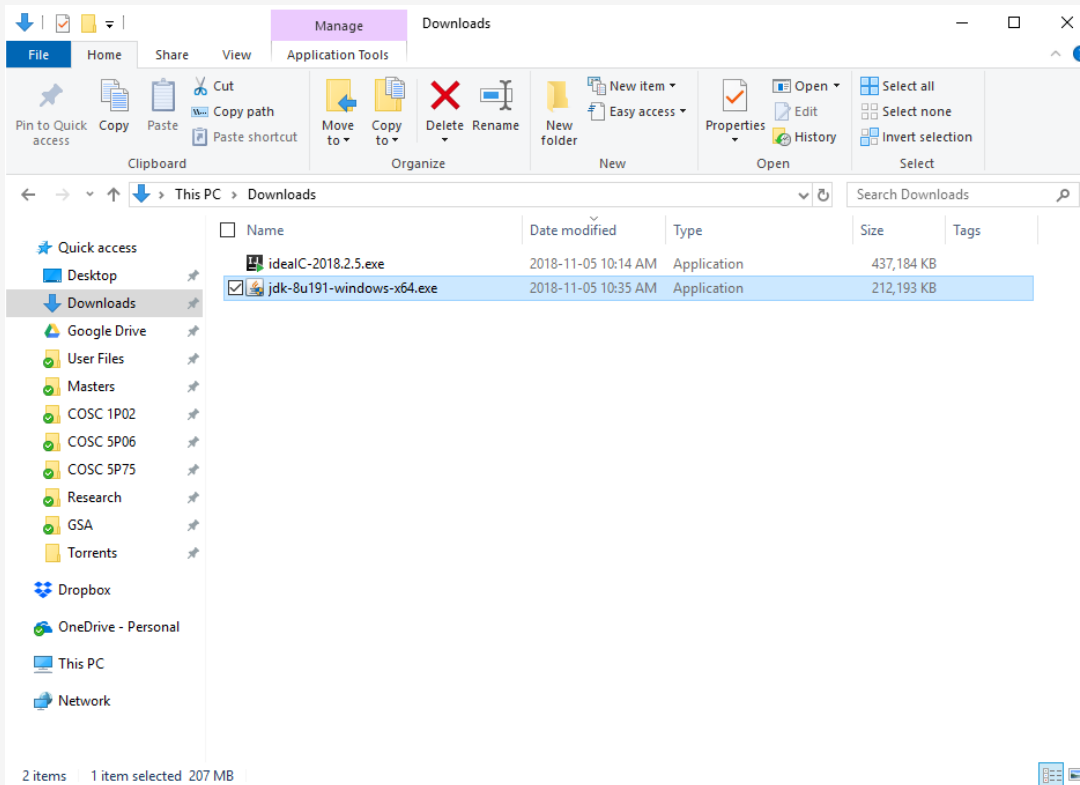 Manage
Downloads
File
Home
Share
View
Application Tools
Pin to Quick access
Copy
Paste
Cut
Copy path
Paste shortcut
Clipboard
Move to
Copy to
Delete
Rename
Organize
New folder
New item
Easy access
New
Properties
Open
Edit
History
Open
Select all
Select none
Invert selection
Select
This PC
Downloads
Search Downloads
Name
Date modified
Type
Size
Tags
ideaIC-2018.2.5.exe 2018-11-05 10:14 AM Application 437,184 KB
jdk-8u191-windows-x64.exe 2018-11-05 10:35 AM Application 212,193 KB
Quick access
Desktop
Downloads
Google Drive
User Files
Masters
COSC 1P02
COSC 5P06
COSC 5P75
Research
GSA
Torrents
Dropbox
OneDrive - Personal
This PC
Network
2 items 1 item selected 207 MB